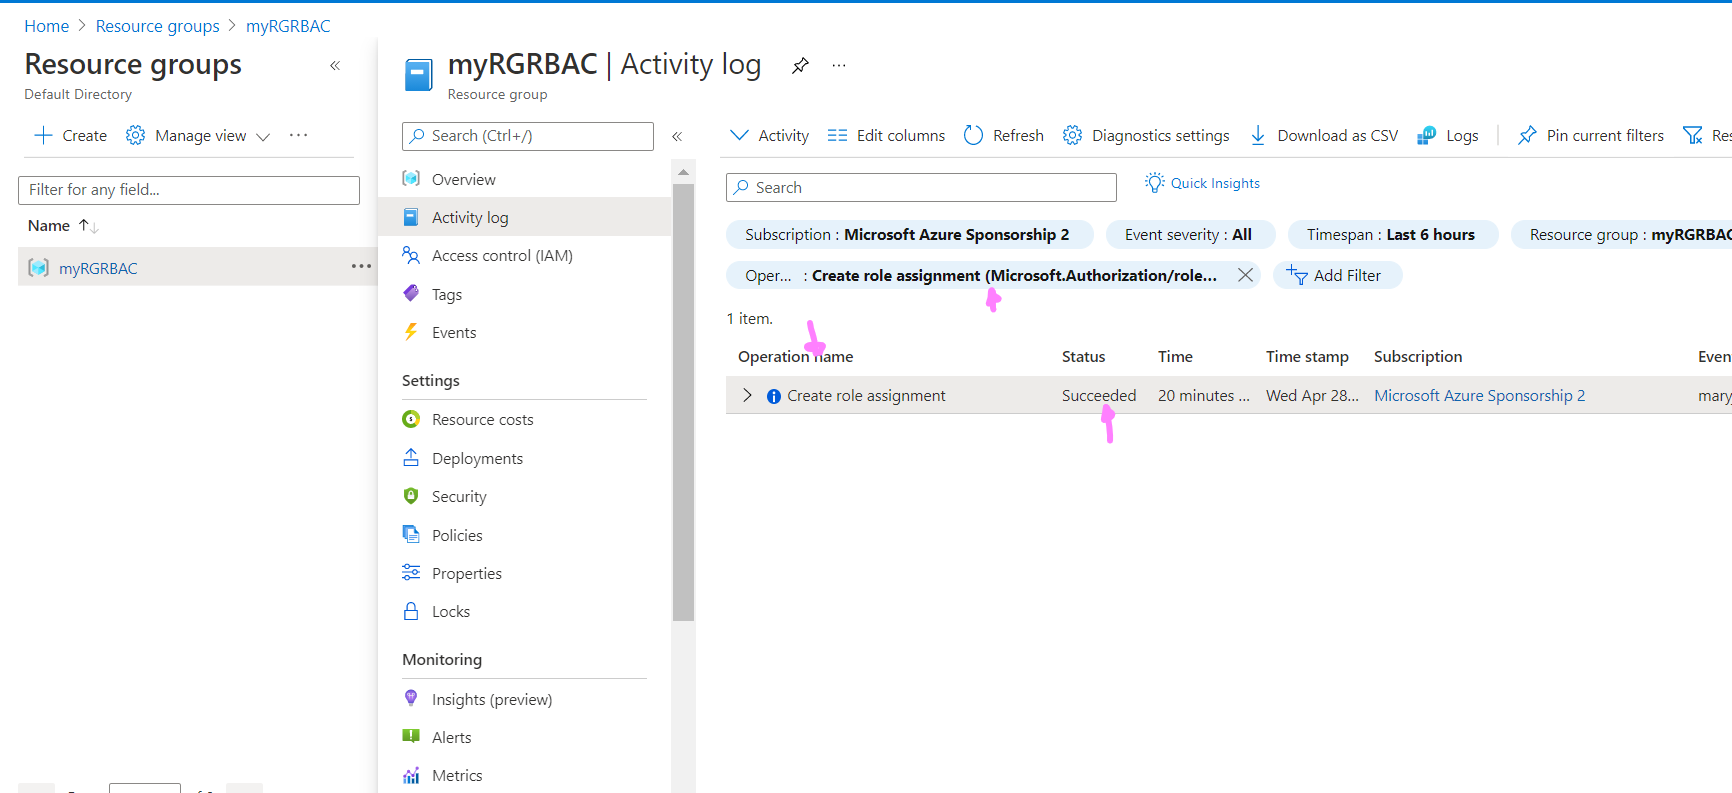 Home > Resource groups > myRGRBAC
Resource groups
Default Directory
Create
Manage view
Filter for any field...
Name
myRGRBAC
myRGRBAC | Activity log
Resource group
Search (Ctrl+/)
Overview
Activity log
Access control (IAM)
Tags
Events
Settings
Resource costs
Deployments
Security
Policies
Properties
Locks
Monitoring
Insights (preview)
Alerts
Metrics
Activity
Edit columns
Refresh
Diagnostics settings
Download as CSV
Logs
Pin current filters
Res
Search
Quick Insights
Subscription : Microsoft Azure Sponsorship 2
Event severity : All
Timespan : Last 6 hours
Resource group : myRGRBAC
Oper... : Create role assignment (Microsoft.Authorization/role...
Add Filter
1 item.
Operation name Status Time Time stamp Subscription Even
Create role assignment Succeeded 20 minutes ... Wed Apr 28... Microsoft Azure Sponsorship 2 mary